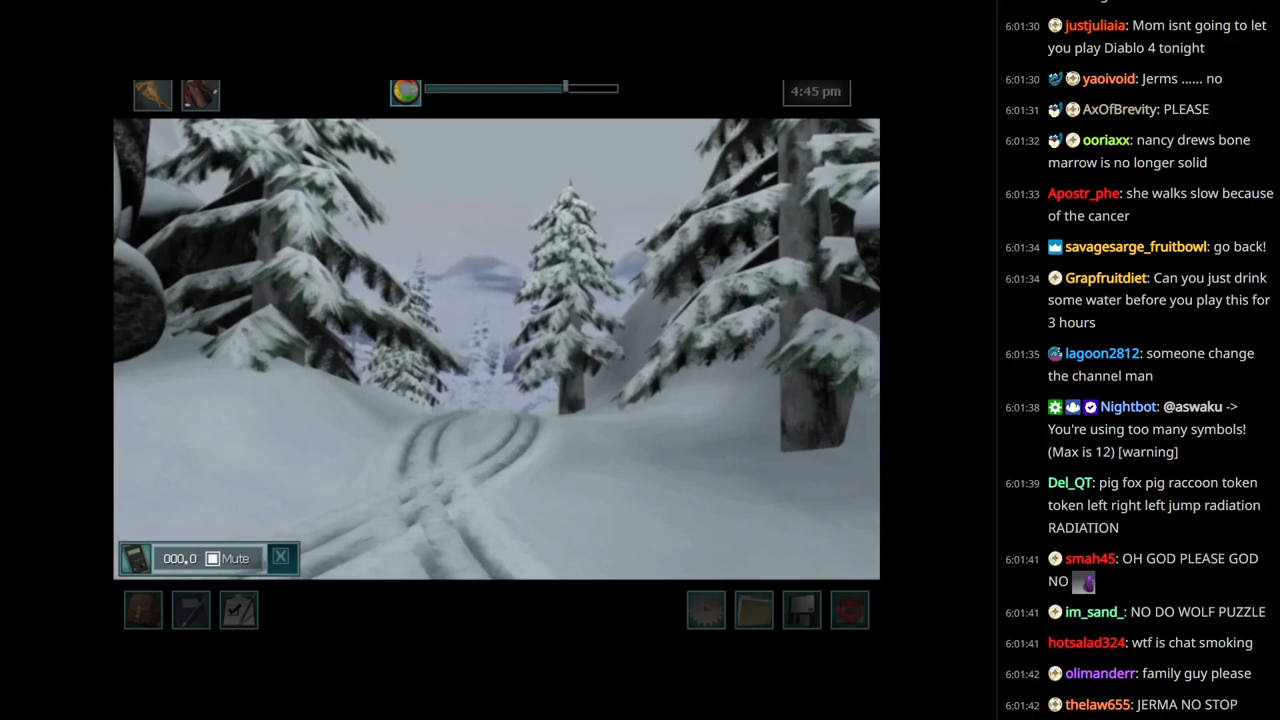 4:45 pm
000.0 Mute
6:01:30 justjuliaia: Mom isnt going to let
you play Diablo 4 tonight
6:01:30 yaoivoid: Jerms ...... no
6:01:31 AxOfBrevity: PLEASE
6:01:32 ooriaxx: nancy drews bone
marrow is no longer solid
6:01:33 Apostr_phe: she walks slow because
of the cancer
6:01:34 savagesarge_fruitbowl: go back!
6:01:34 Grapfruitdiet: Can you just drink
some water before you play this for
3 hours
6:01:35 lagoon2812: someone change
the channel man
6:01:38 Nightbot: @aswaku ->
You're using too many symbols!
(Max is 12) [warning]
6:01:39 Del_QT: pig fox pig raccoon token
token left right left jump radiation
RADIATION
6:01:41 smah45: OH GOD PLEASE GOD
NO
6:01:41 im_sand_: NO DO WOLF PUZZLE
6:01:41 hotsalad324: wtf is chat smoking
6:01:42 olimanderr: family guy please
6:01:42 thelaw655: JERMA NO STOP